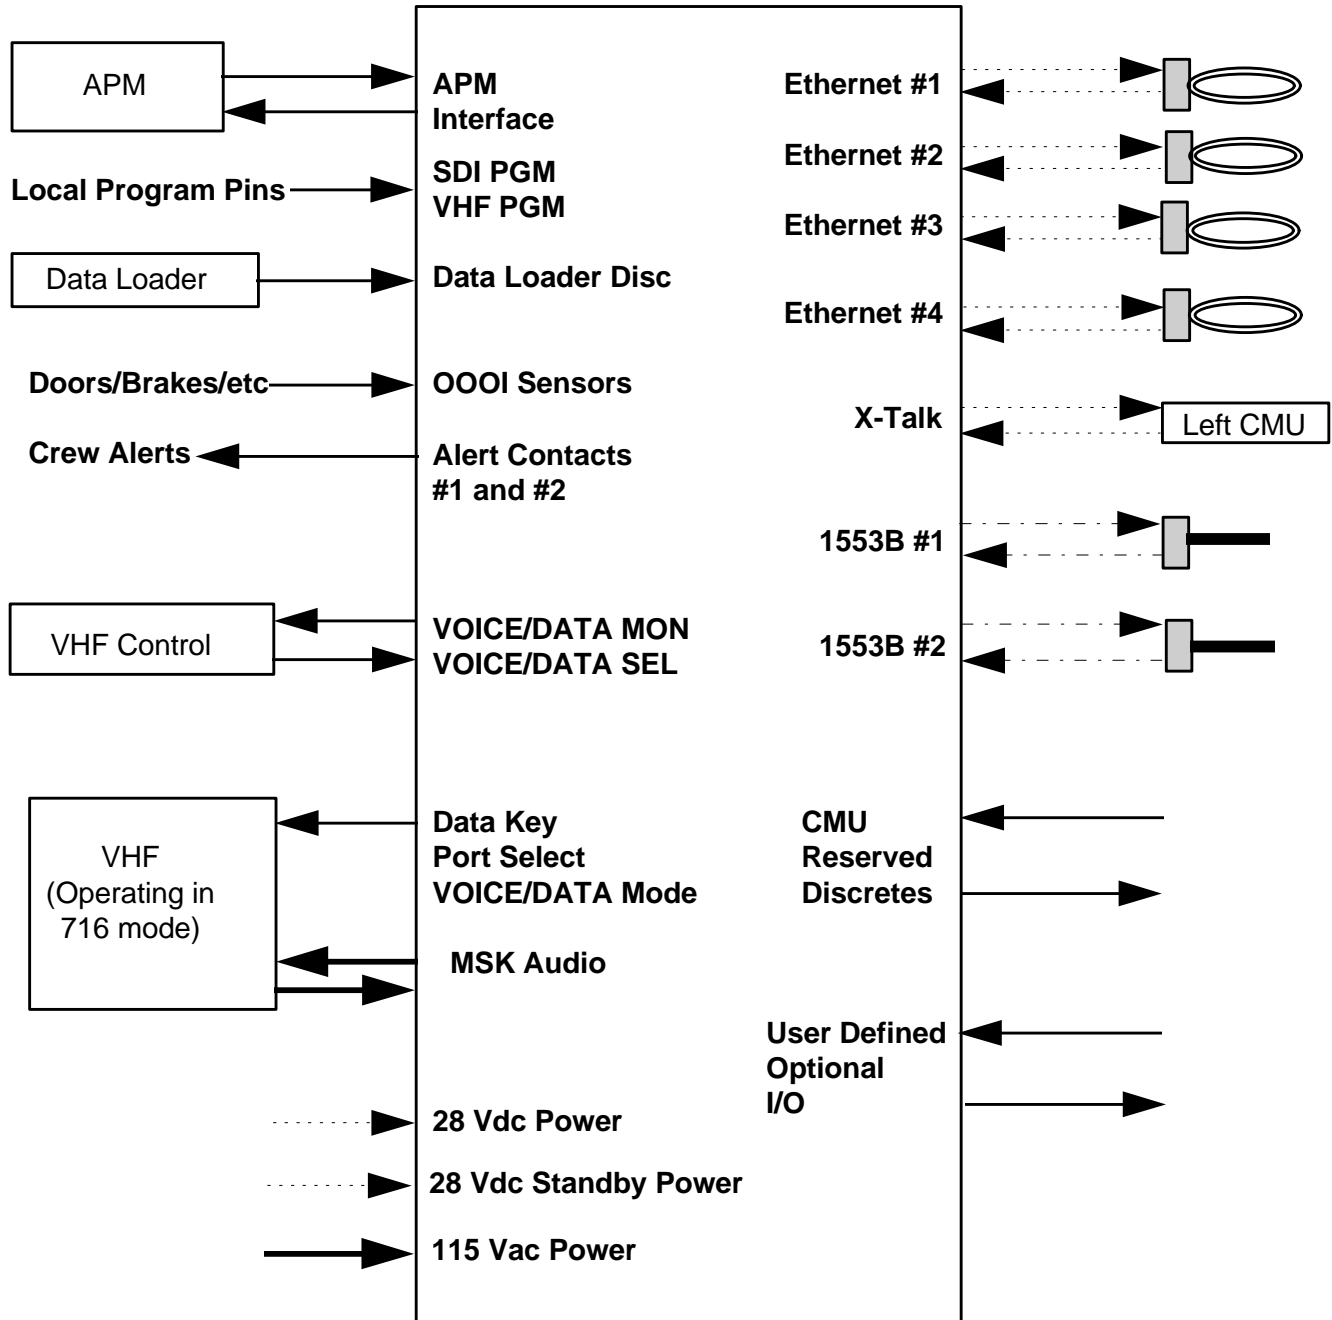 APM
APM
Interface
Local Program Pins
SDI PGM
VHF PGM
Data Loader
Data Loader Disc
Doors/Brakes/etc
OOOI Sensors
Crew Alerts
Alert Contacts
#1 and #2
VHF Control
VOICE/DATA MON
VOICE/DATA SEL
VHF
(Operating in
716 mode)
Data Key
Port Select
VOICE/DATA Mode
MSK Audio
28 Vdc Power
28 Vdc Standby Power
115 Vac Power
Ethernet #1
Ethernet #2
Ethernet #3
Ethernet #4
X-Talk
Left CMU
1553B #1
1553B #2
CMU
Reserved
Discretes
User Defined
Optional
I/O